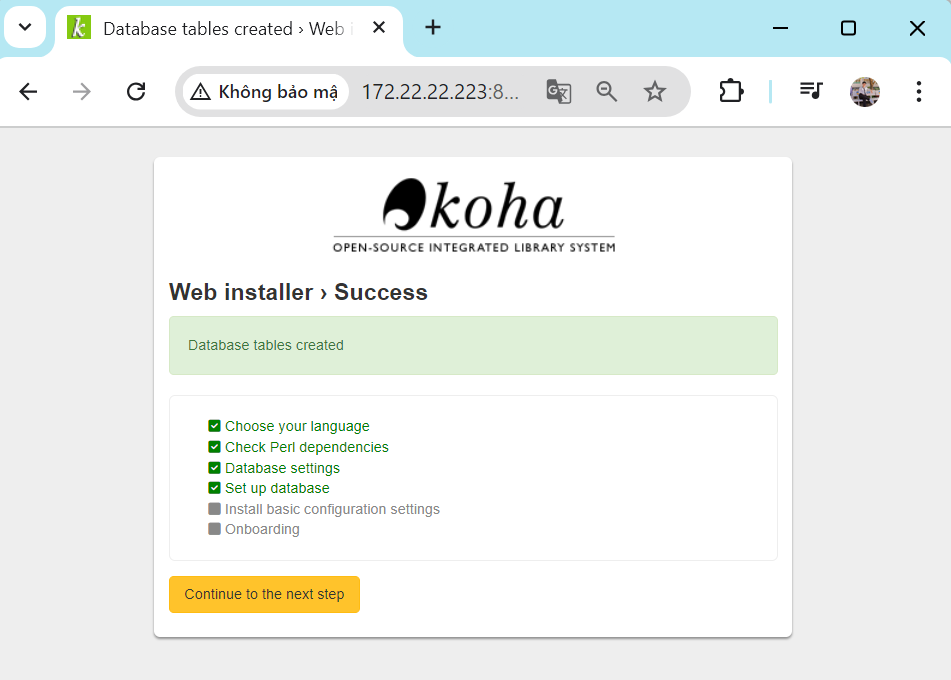 Database tables created › Web i
Không bảo mậ
172.22.22.223:8...
koha
OPEN-SOURCE INTEGRATED LIBRARY SYSTEM
Web installer › Success
Database tables created
Choose your language
Check Perl dependencies
Database settings
Set up database
Install basic configuration settings
Onboarding
Continue to the next step